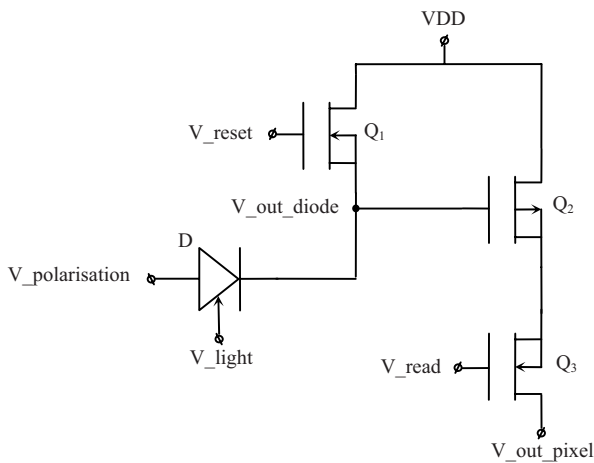 VDD
V_reset
Q₁
V_out_diode
Q₂
D
V_polarisation
V_light
V_read
Q₃
V_out_pixel